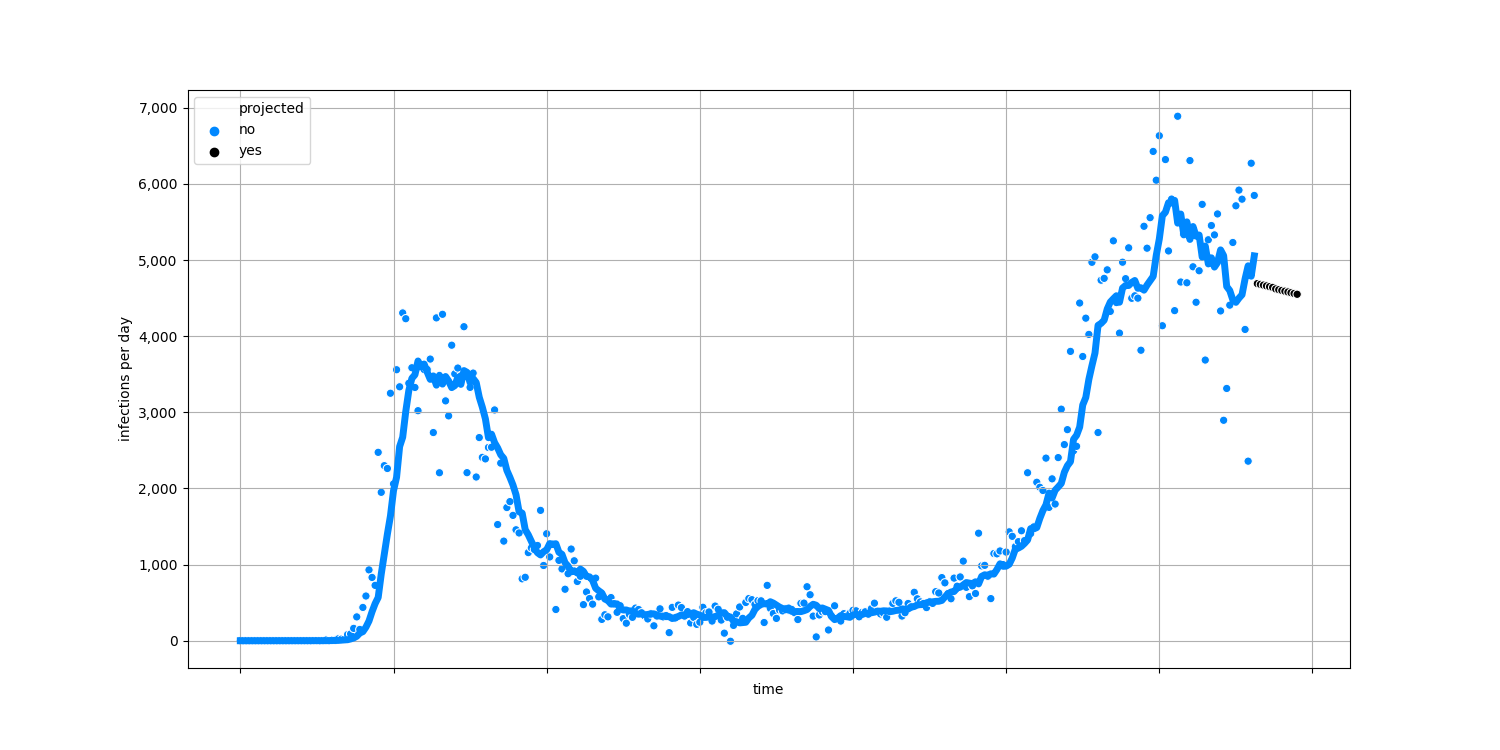 projected
no
yes
7,000
6,000
5,000
4,000
3,000
2,000
1,000
0
infections per day
time